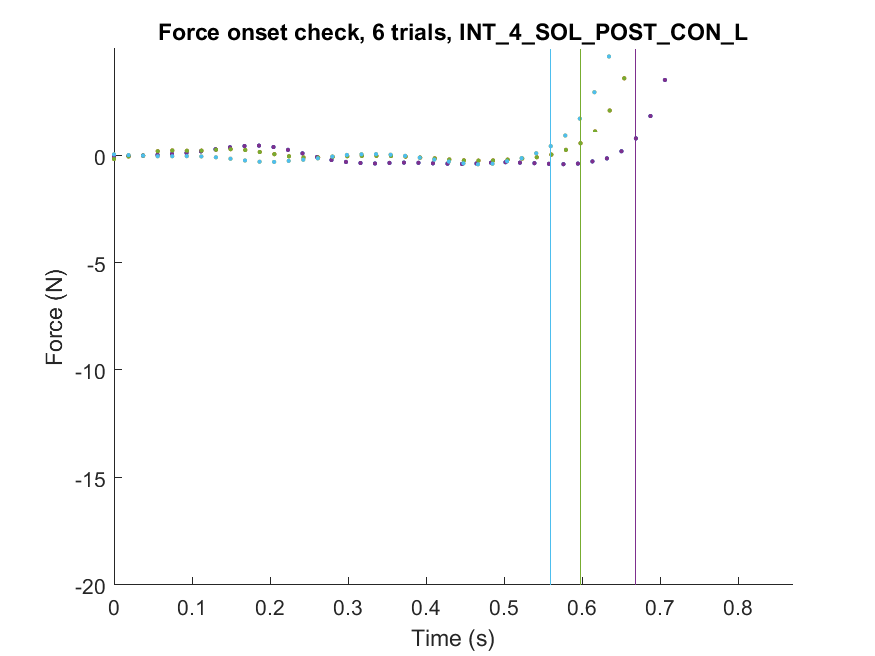 Force onset check, 6 trials, INT_4_SOL_POST_CON_L
0
-5
-10
-15
-20
Force (N)
0 0.1 0.2 0.3 0.4 0.5 0.6 0.7 0.8
Time (s)